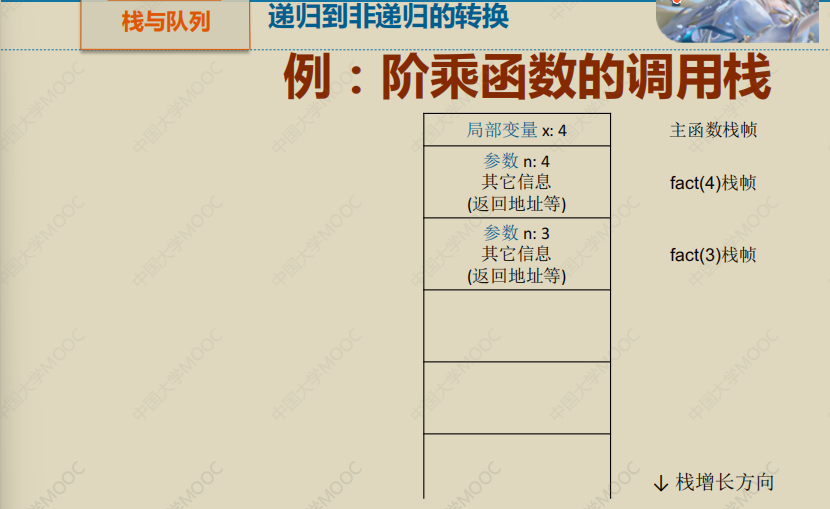 栈与队列
递归到非递归的转换
例：阶乘函数的调用栈
局部变量 x: 4
主函数栈帧
参数 n: 4
其它信息
(返回地址等)
fact(4)栈帧
参数 n: 3
其它信息
(返回地址等)
fact(3)栈帧
↓ 栈增长方向
中国大学MOOC